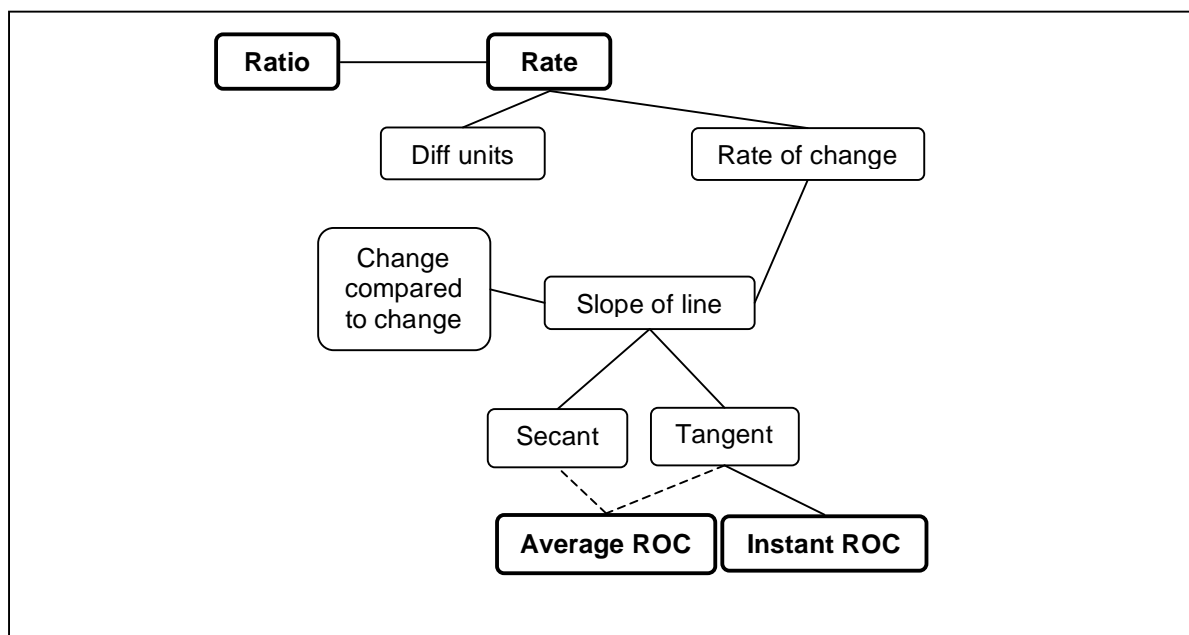 Ratio
Rate
Diff units
Rate of change
Change
compared
to change
Slope of line
Secant
Tangent
Average ROC
Instant ROC